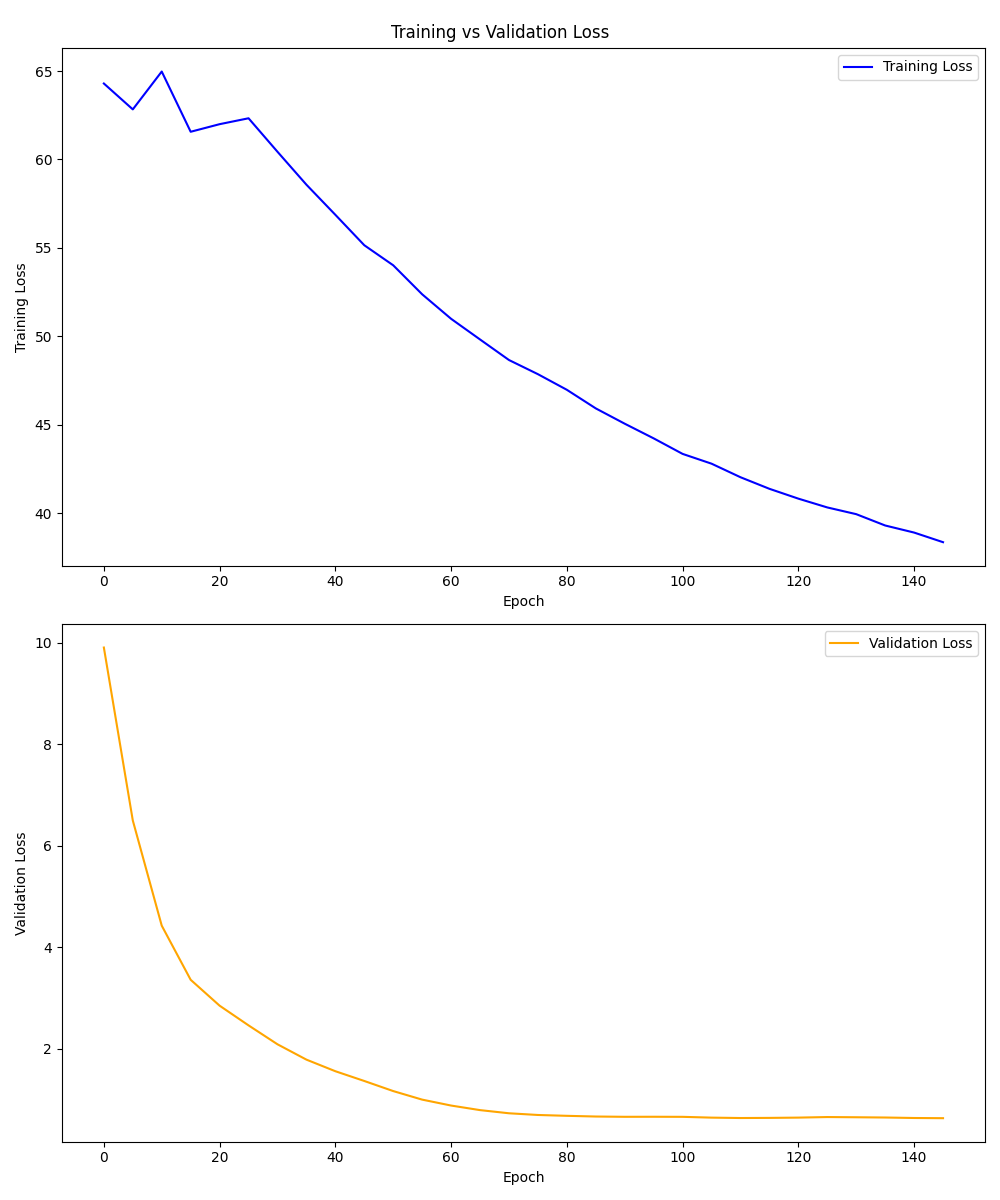 Training vs Validation Loss
Training Loss
65
60
55
50
45
40
Training Loss
0 20 40 60 80 100 120 140
Epoch
Validation Loss
10
8
6
4
2
Validation Loss
0 20 40 60 80 100 120 140
Epoch